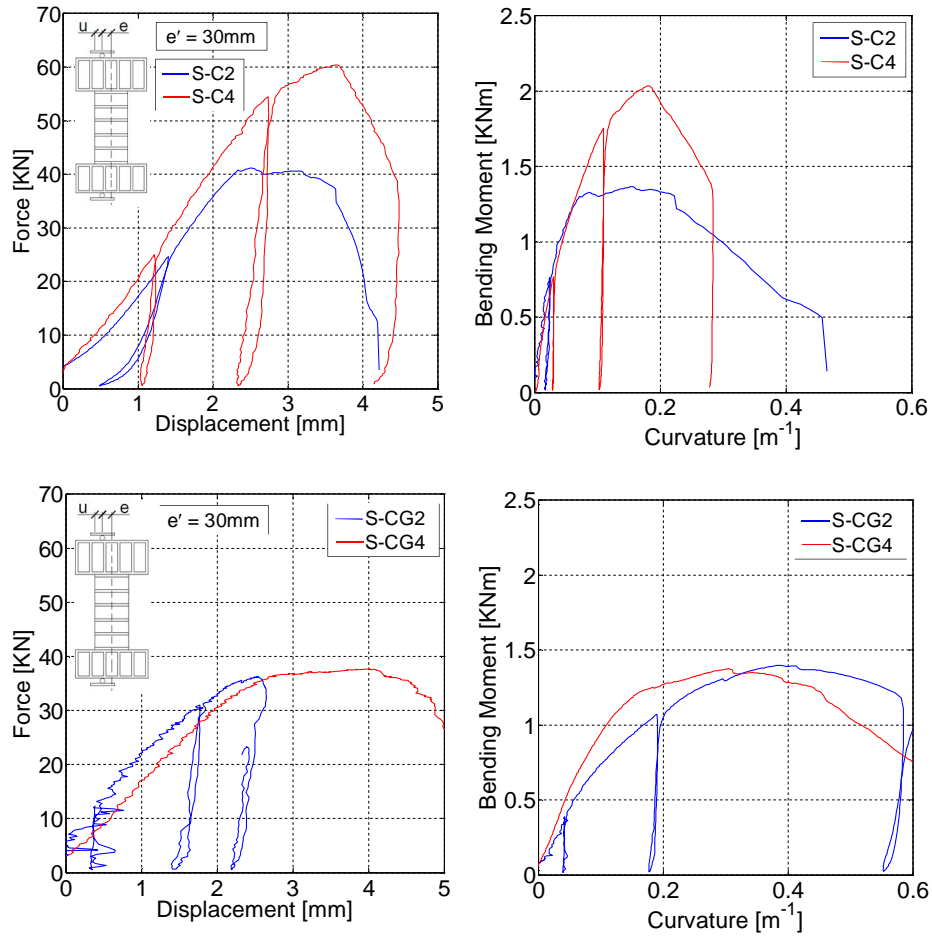 u e
e′ = 30mm
S-C2
S-C4
70
60
50
40
30
20
10
0
Force [KN]
0 1 2 3 4 5
Displacement [mm]
S-C2
S-C4
2.5
2
1.5
1
0.5
0
Bending Moment [KNm]
0 0.2 0.4 0.6
Curvature [m⁻¹]
u e
e′ = 30mm
S-CG2
S-CG4
70
60
50
40
30
20
10
0
Force [KN]
0 1 2 3 4 5
Displacement [mm]
S-CG2
S-CG4
2.5
2
1.5
1
0.5
0
Bending Moment [KNm]
0 0.2 0.4 0.6
Curvature [m⁻¹]